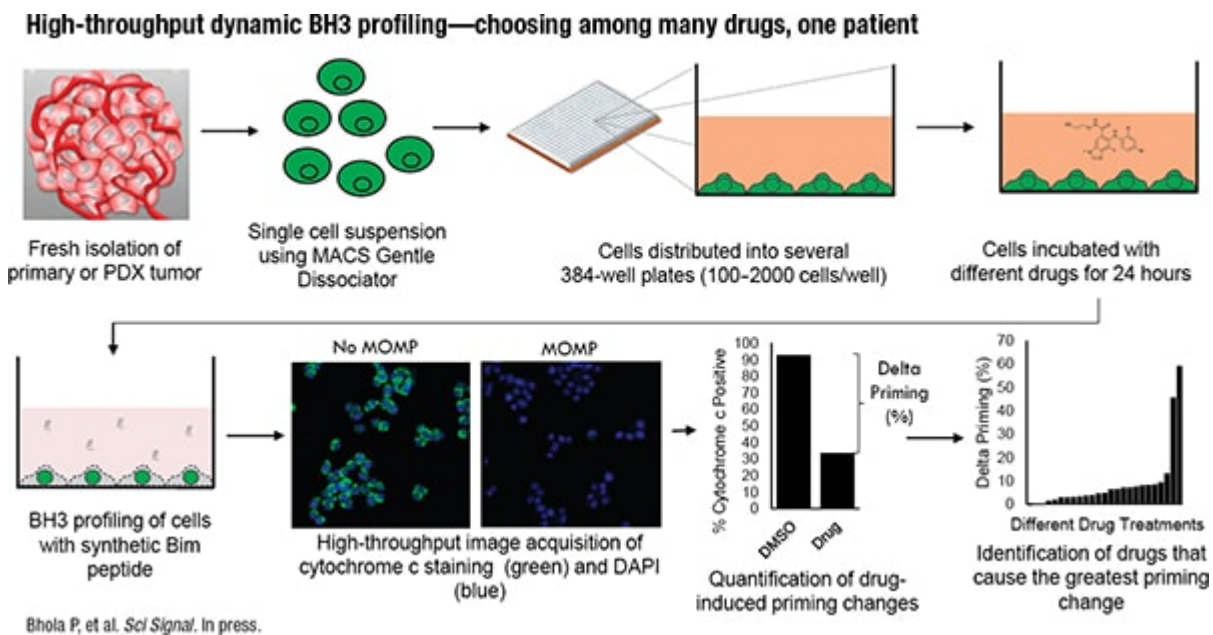 High-throughput dynamic BH3 profiling—choosing among many drugs, one patient
Fresh isolation of
primary or PDX tumor
Single cell suspension
using MACS Gentle
Dissociator
Cells distributed into several
384-well plates (100-2000 cells/well)
Cells incubated with
different drugs for 24 hours
BH3 profiling of cells
with synthetic Bim
peptide
No MOMP
MOMP
High-throughput image acquisition of
cytochrome c staining (green) and DAPI
(blue)
% Cytochrome c Positive
100
90
80
70
60
50
40
30
20
10
0
DMSO
Drug
Delta
Priming
(%)
Quantification of drug-
induced priming changes
Delta Priming (%)
70
60
50
40
30
20
10
0
Different Drug Treatments
Identification of drugs that
cause the greatest priming
change
Bhola P, et al. Sci Signal. In press.